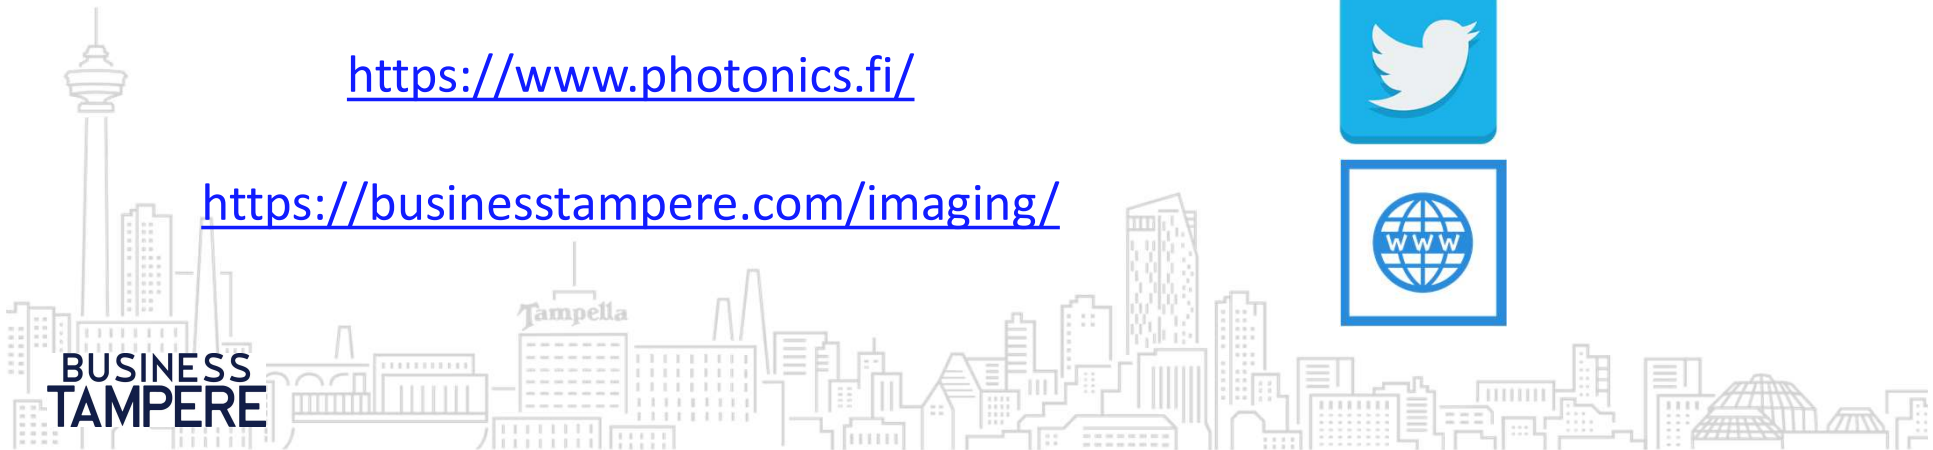 https://www.photonics.fi/
https://businesstampere.com/imaging/
WWW
Tampella
BUSINESS
TAMPERE